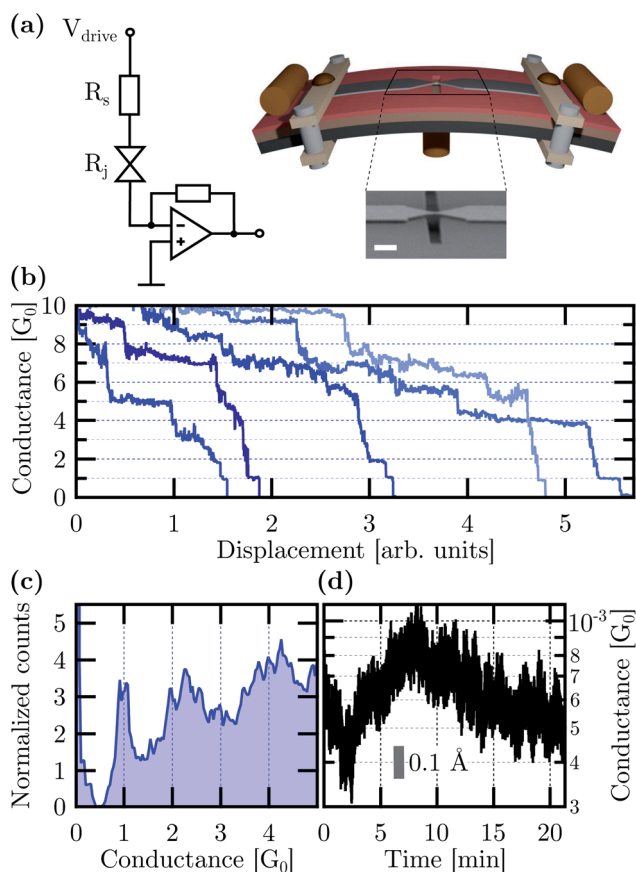 (a)
V_drive
R_s
R_j
−
+
(b)
Conductance [G_0]
10
8
6
4
2
0
0 1 2 3 4 5
Displacement [arb. units]
(c)
Normalized counts
5
4
3
2
1
0
0 1 2 3 4
Conductance [G_0]
(d)
10^-3
8
7
6
5
4
3
Conductance [G_0]
0.1 Å
0 5 10 15 20
Time [min]